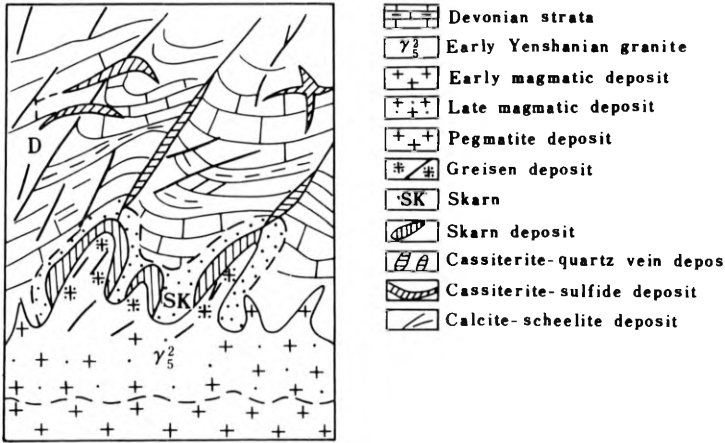 Devonian strata
γ²₅ Early Yenshanian granite
Early magmatic deposit
Late magmatic deposit
Pegmatite deposit
Greisen deposit
SK Skarn
Skarn deposit
Cassiterite-quartz vein depos
Cassiterite-sulfide deposit
Calcite-scheelite deposit
D
SK
γ²₅